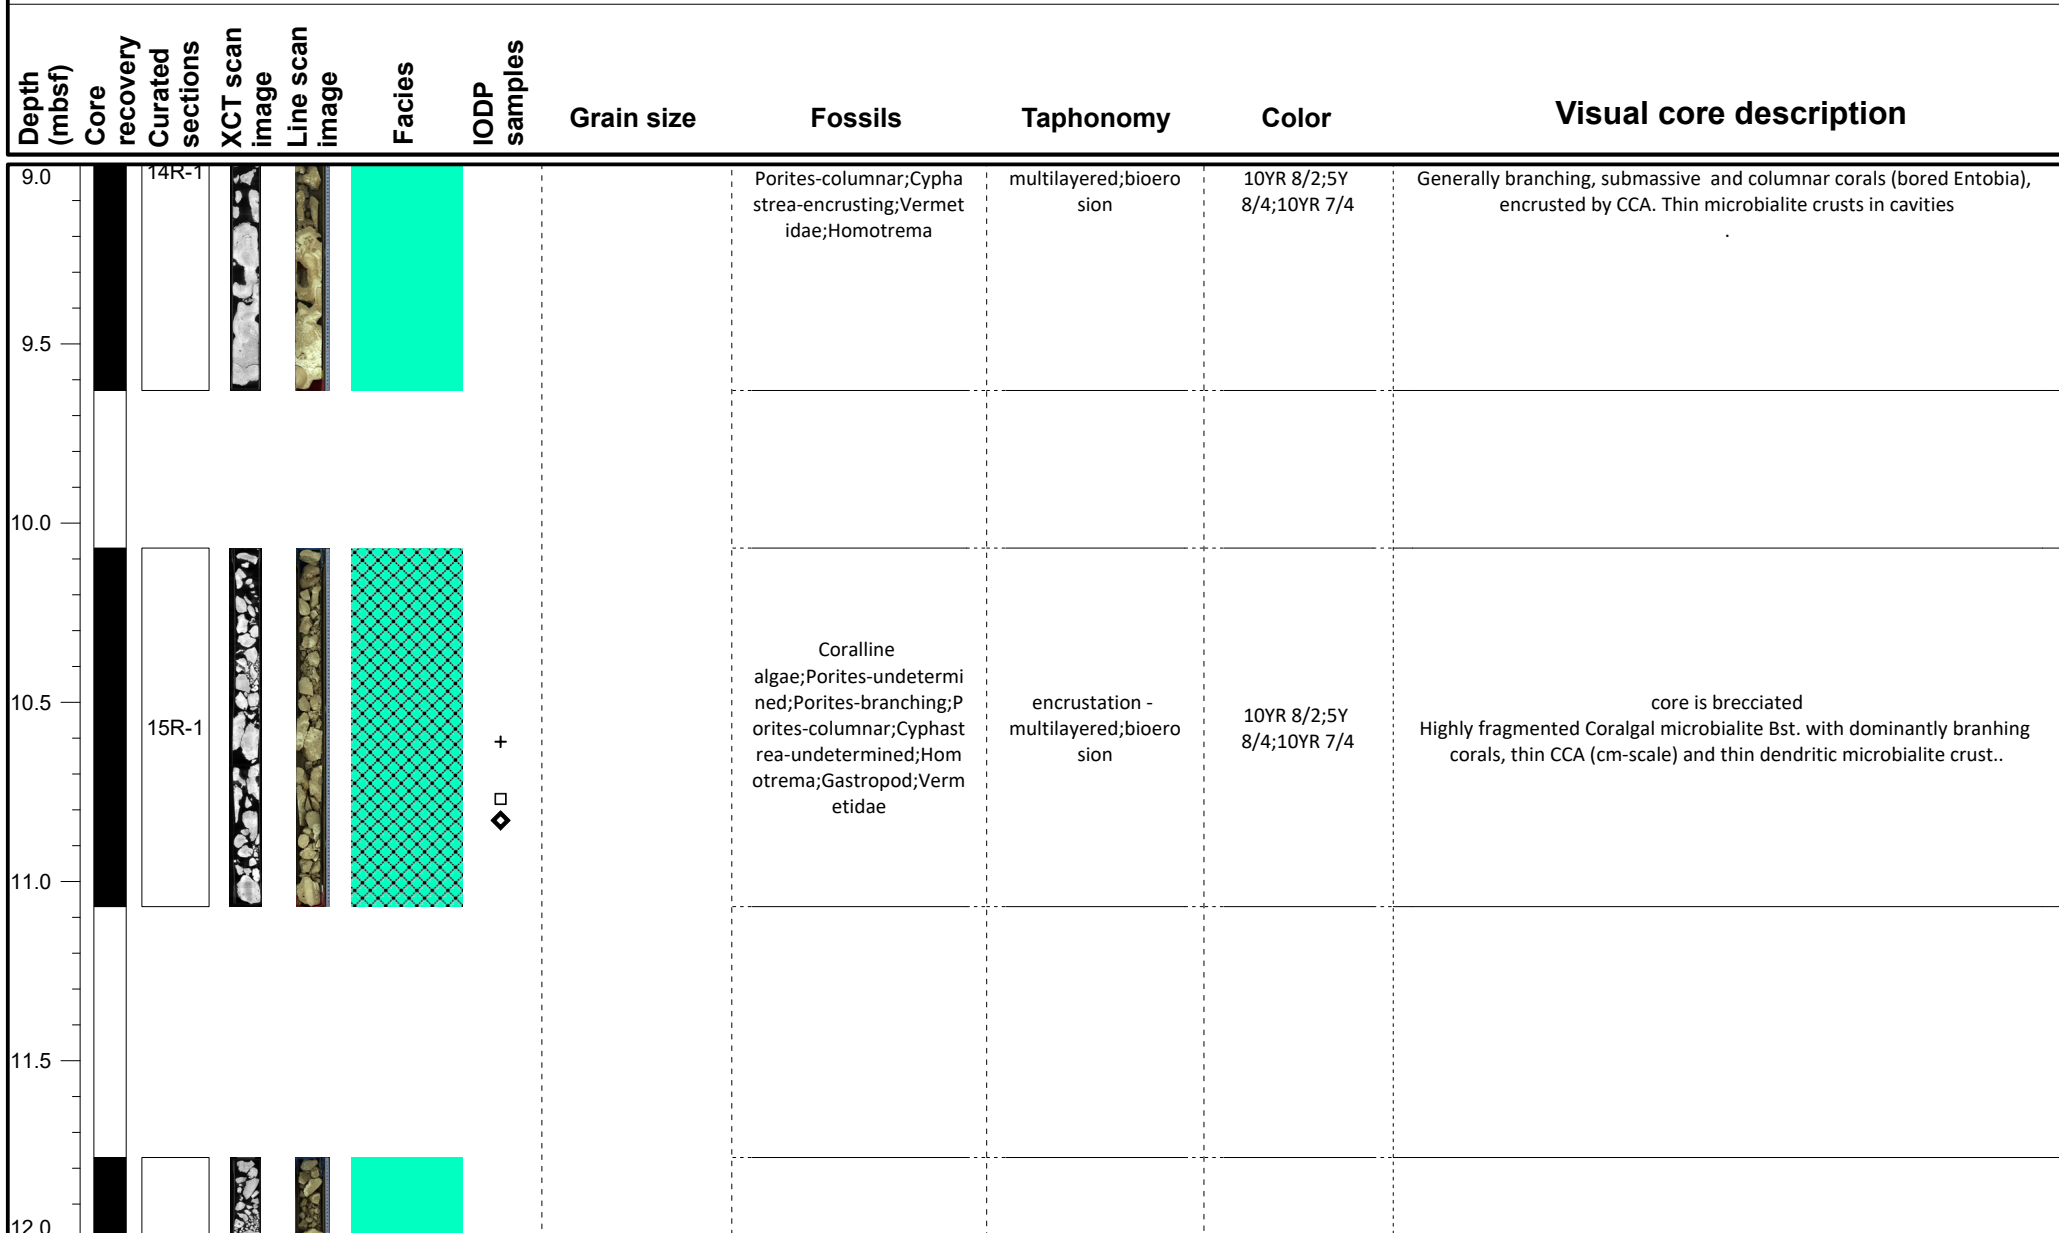 Depth
(mbsf)
Core
recovery
Curated
sections
XCT scan
image
Line scan
image
Facies
IODP
samples
Grain size
Fossils
Taphonomy
Color
Visual core description
9.0
14R-1
Porites-columnar;Cypha
strea-encrusting;Vermet
idae;Homotrema
multilayered;bioero
sion
10YR 8/2;5Y
8/4;10YR 7/4
Generally branching, submassive and columnar corals (bored Entobia),
encrusted by CCA. Thin microbialite crusts in cavities
.
9.5
10.0
10.5
15R-1
+
Coralline
algae;Porites-undetermi
ned;Porites-branching;P
orites-columnar;Cyphast
rea-undetermined;Hom
otrema;Gastropod;Verm
etidae
encrustation -
multilayered;bioero
sion
10YR 8/2;5Y
8/4;10YR 7/4
core is brecciated
Highly fragmented Coralgal microbialite Bst. with dominantly branhing
corals, thin CCA (cm-scale) and thin dendritic microbialite crust..
11.0
11.5
12.0